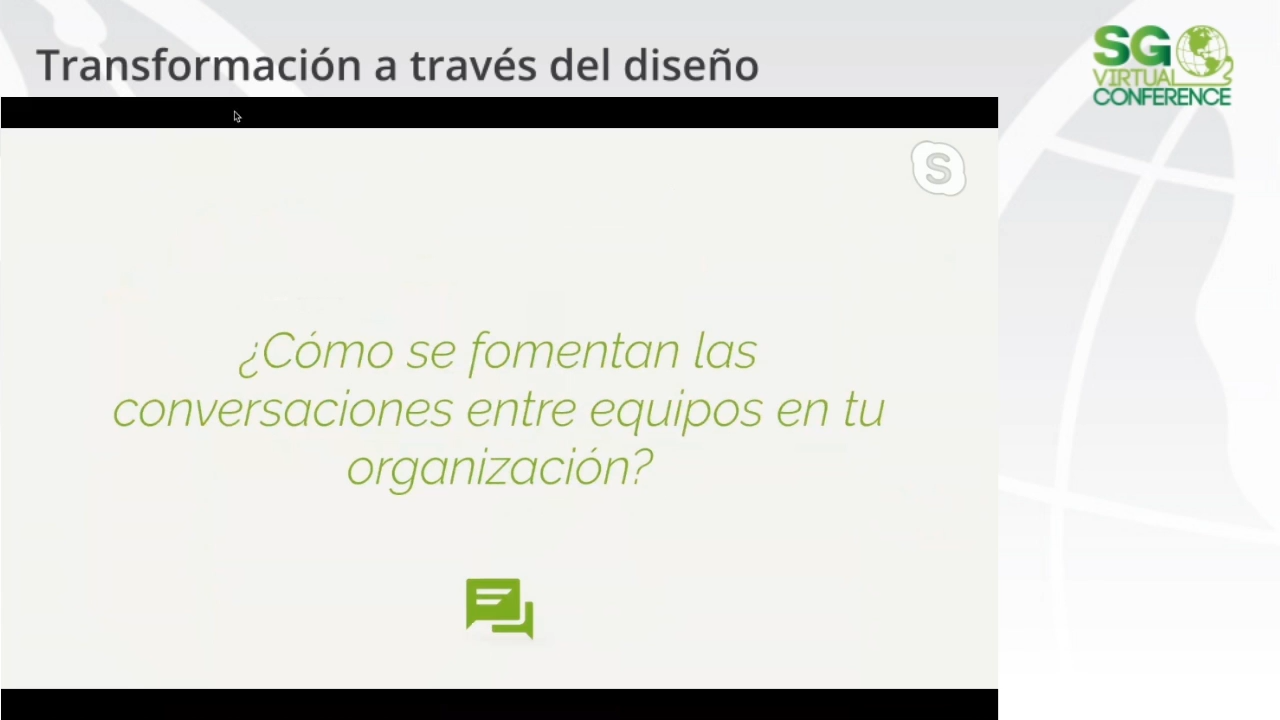 Transformación a través del diseño
SG
VIRTUAL
CONFERENCE
S
¿Cómo se fomentan las
conversaciones entre equipos en tu
organización?